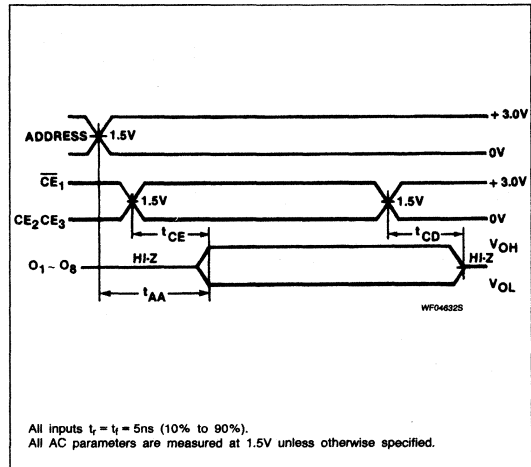 + 3.0V
ADDRESS 1.5V
0V
CE1 + 3.0V
1.5V 1.5V
CE2CE3 0V
tCE tCD VOH
O1 ~ O8 HI-Z HI-Z
tAA VOL
WF04632S
All inputs tr = tf = 5ns (10% to 90%).
All AC parameters are measured at 1.5V unless otherwise specified.